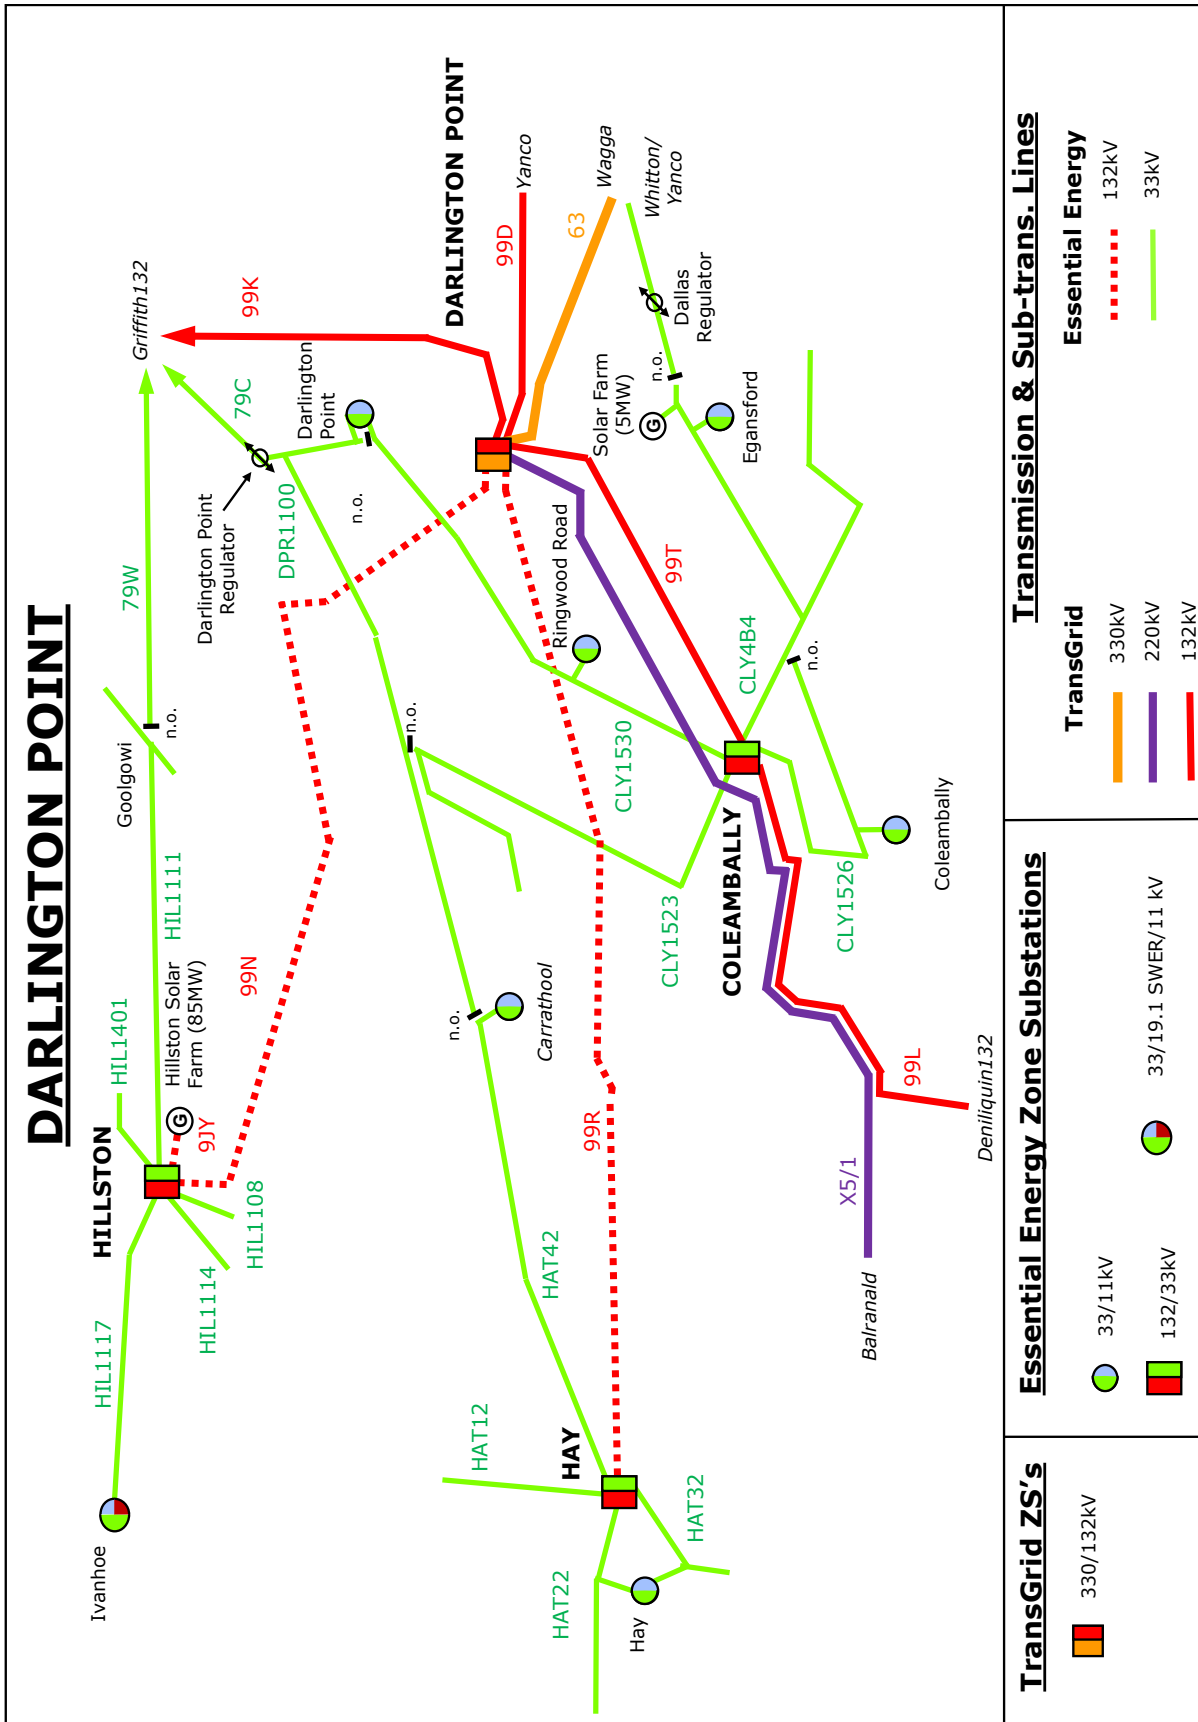 DARLINGTON POINT
Ivanhoe
HIL1117
HILLSTON
HIL1401
HIL1114
HIL1108
9JY
Hillston Solar
Farm (85MW)
HIL1111
99N
Goolgowi
n.o.
79W
Griffith132
99K
79C
Darlington Point
Regulator
DPR1100
Darlington
Point
n.o.
DARLINGTON POINT
99D
Yanco
63
Wagga
Whitton/
Yanco
Dallas
Regulator
n.o.
Solar Farm
(5MW)
G
G
Egansford
Ringwood Road
99T
CLY4B4
n.o.
CLY1530
n.o.
n.o.
Carrathool
CLY1523
COLEAMBALLY
CLY1526
Coleambally
HAT12
HAY
HAT42
99R
HAT22
Hay
HAT32
X5/1
Balranald
99L
Deniliquin132
TransGrid ZS's
330/132kV
Essential Energy Zone Substations
33/11kV
132/33kV
33/19.1 SWER/11 kV
Transmission & Sub-trans. Lines
TransGrid
330kV
220kV
132kV
Essential Energy
132kV
33kV